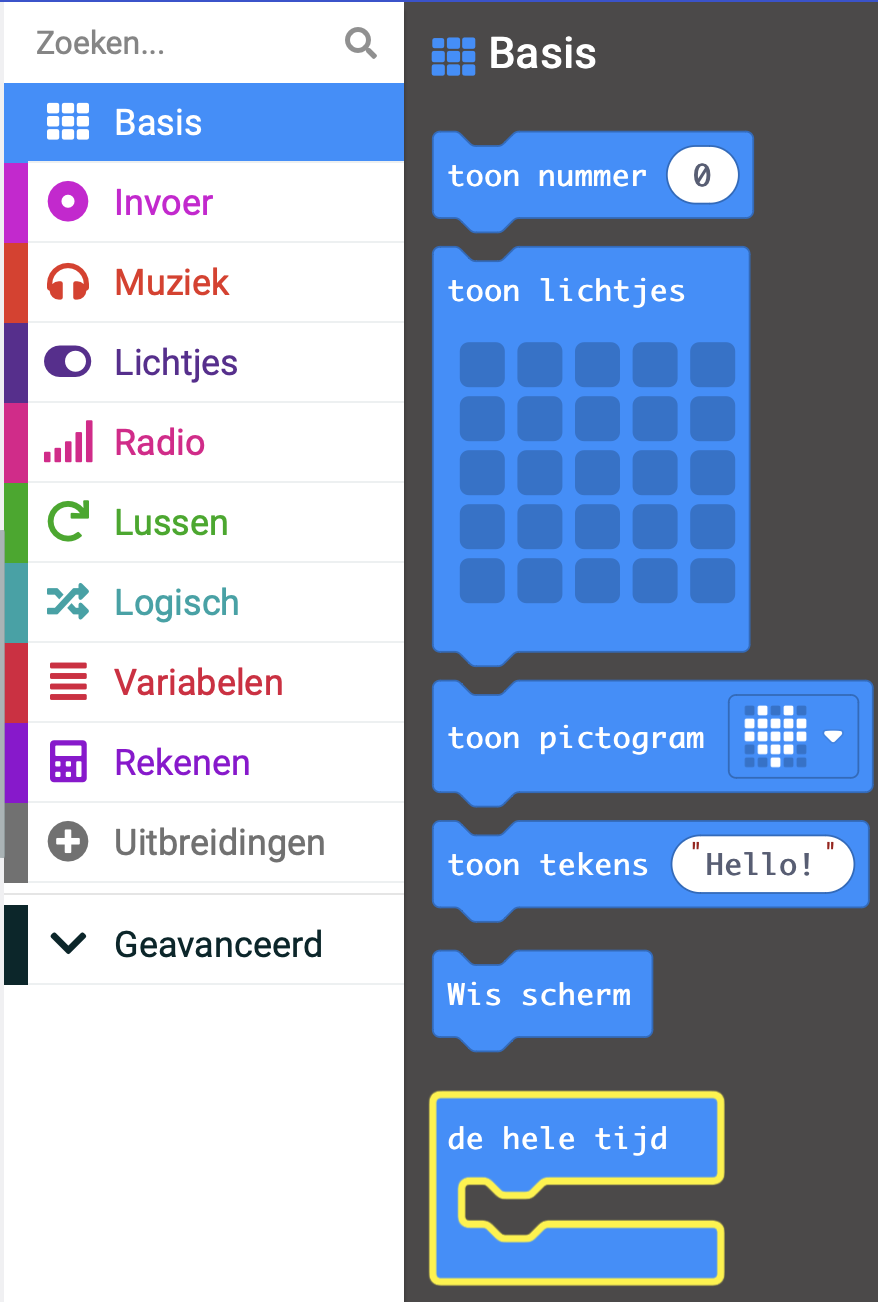 Zoeken...
Basis
Invoer
Muziek
Lichtjes
Radio
Lussen
Logisch
Variabelen
Rekenen
Uitbreidingen
Geavanceerd
Basis
toon nummer 0
toon lichtjes
toon pictogram
toon tekens "Hello!"
Wis scherm
de hele tijd